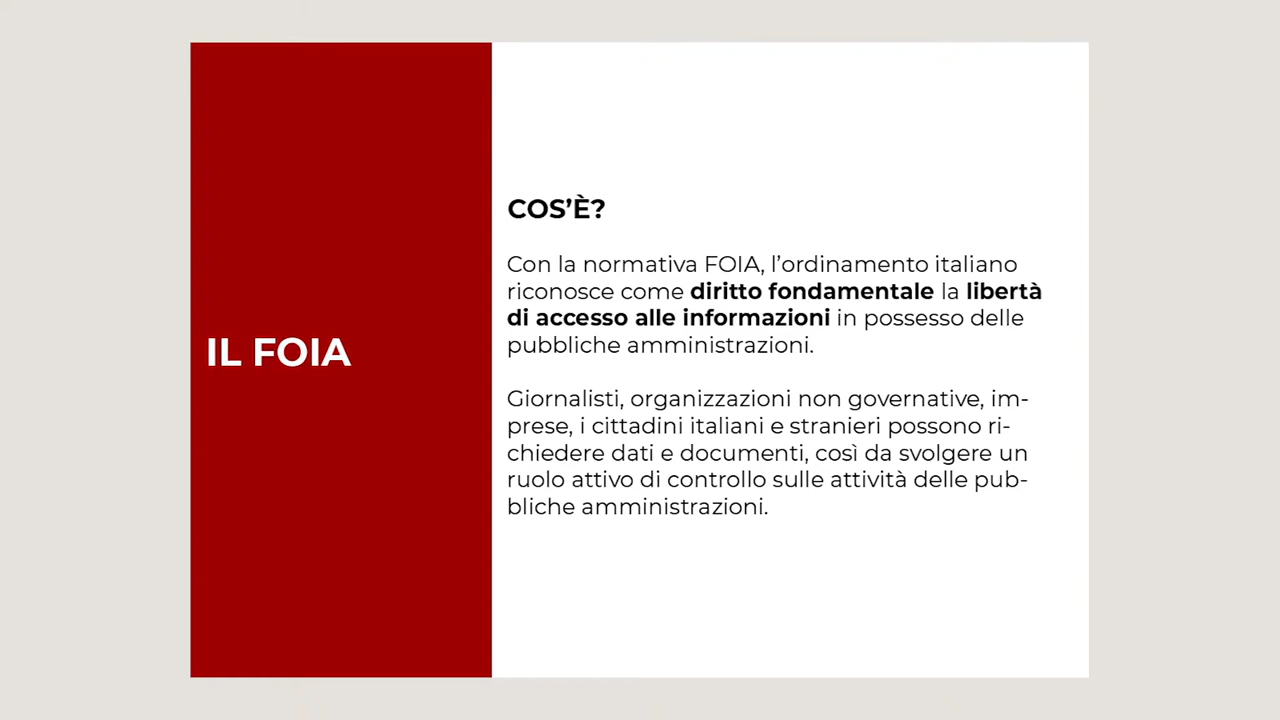 IL FOIA
COS’È?
Con la normativa FOIA, l’ordinamento italiano
riconosce come diritto fondamentale la libertà
di accesso alle informazioni in possesso delle
pubbliche amministrazioni.
Giornalisti, organizzazioni non governative, im-
prese, i cittadini italiani e stranieri possono ri-
chiedere dati e documenti, così da svolgere un
ruolo attivo di controllo sulle attività delle pub-
bliche amministrazioni.